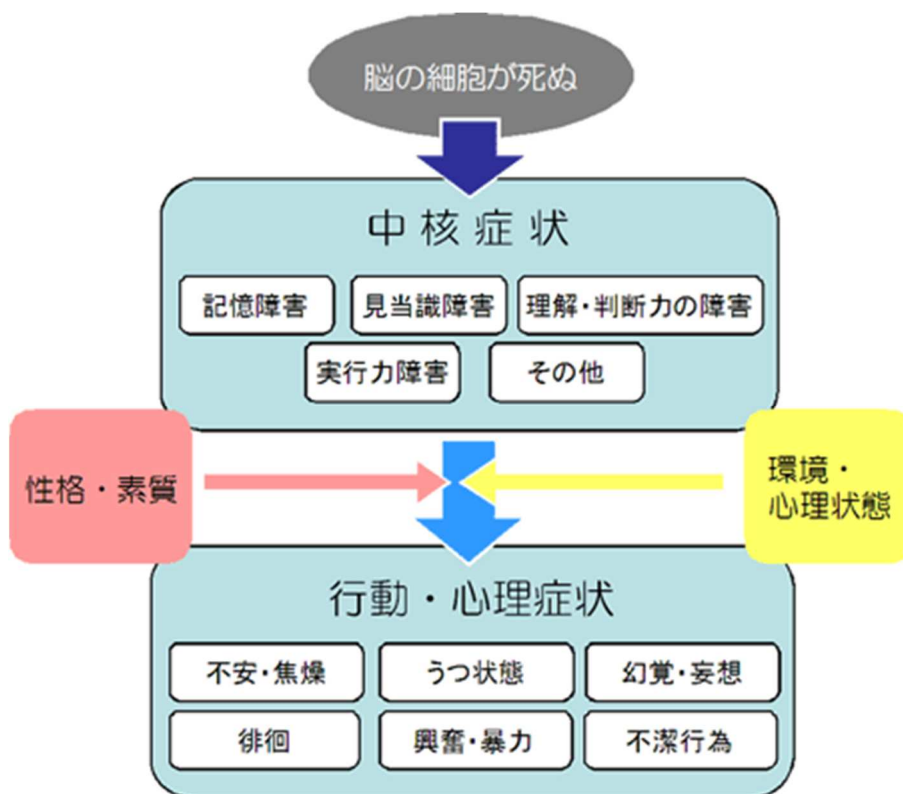 脳の細胞が死ぬ
中核症状
記憶障害
見当識障害
理解・判断力の障害
実行力障害
その他
性格・素質
環境・
心理状態
行動・心理症状
不安・焦燥
うつ状態
幻覚・妄想
徘徊
興奮・暴力
不潔行為